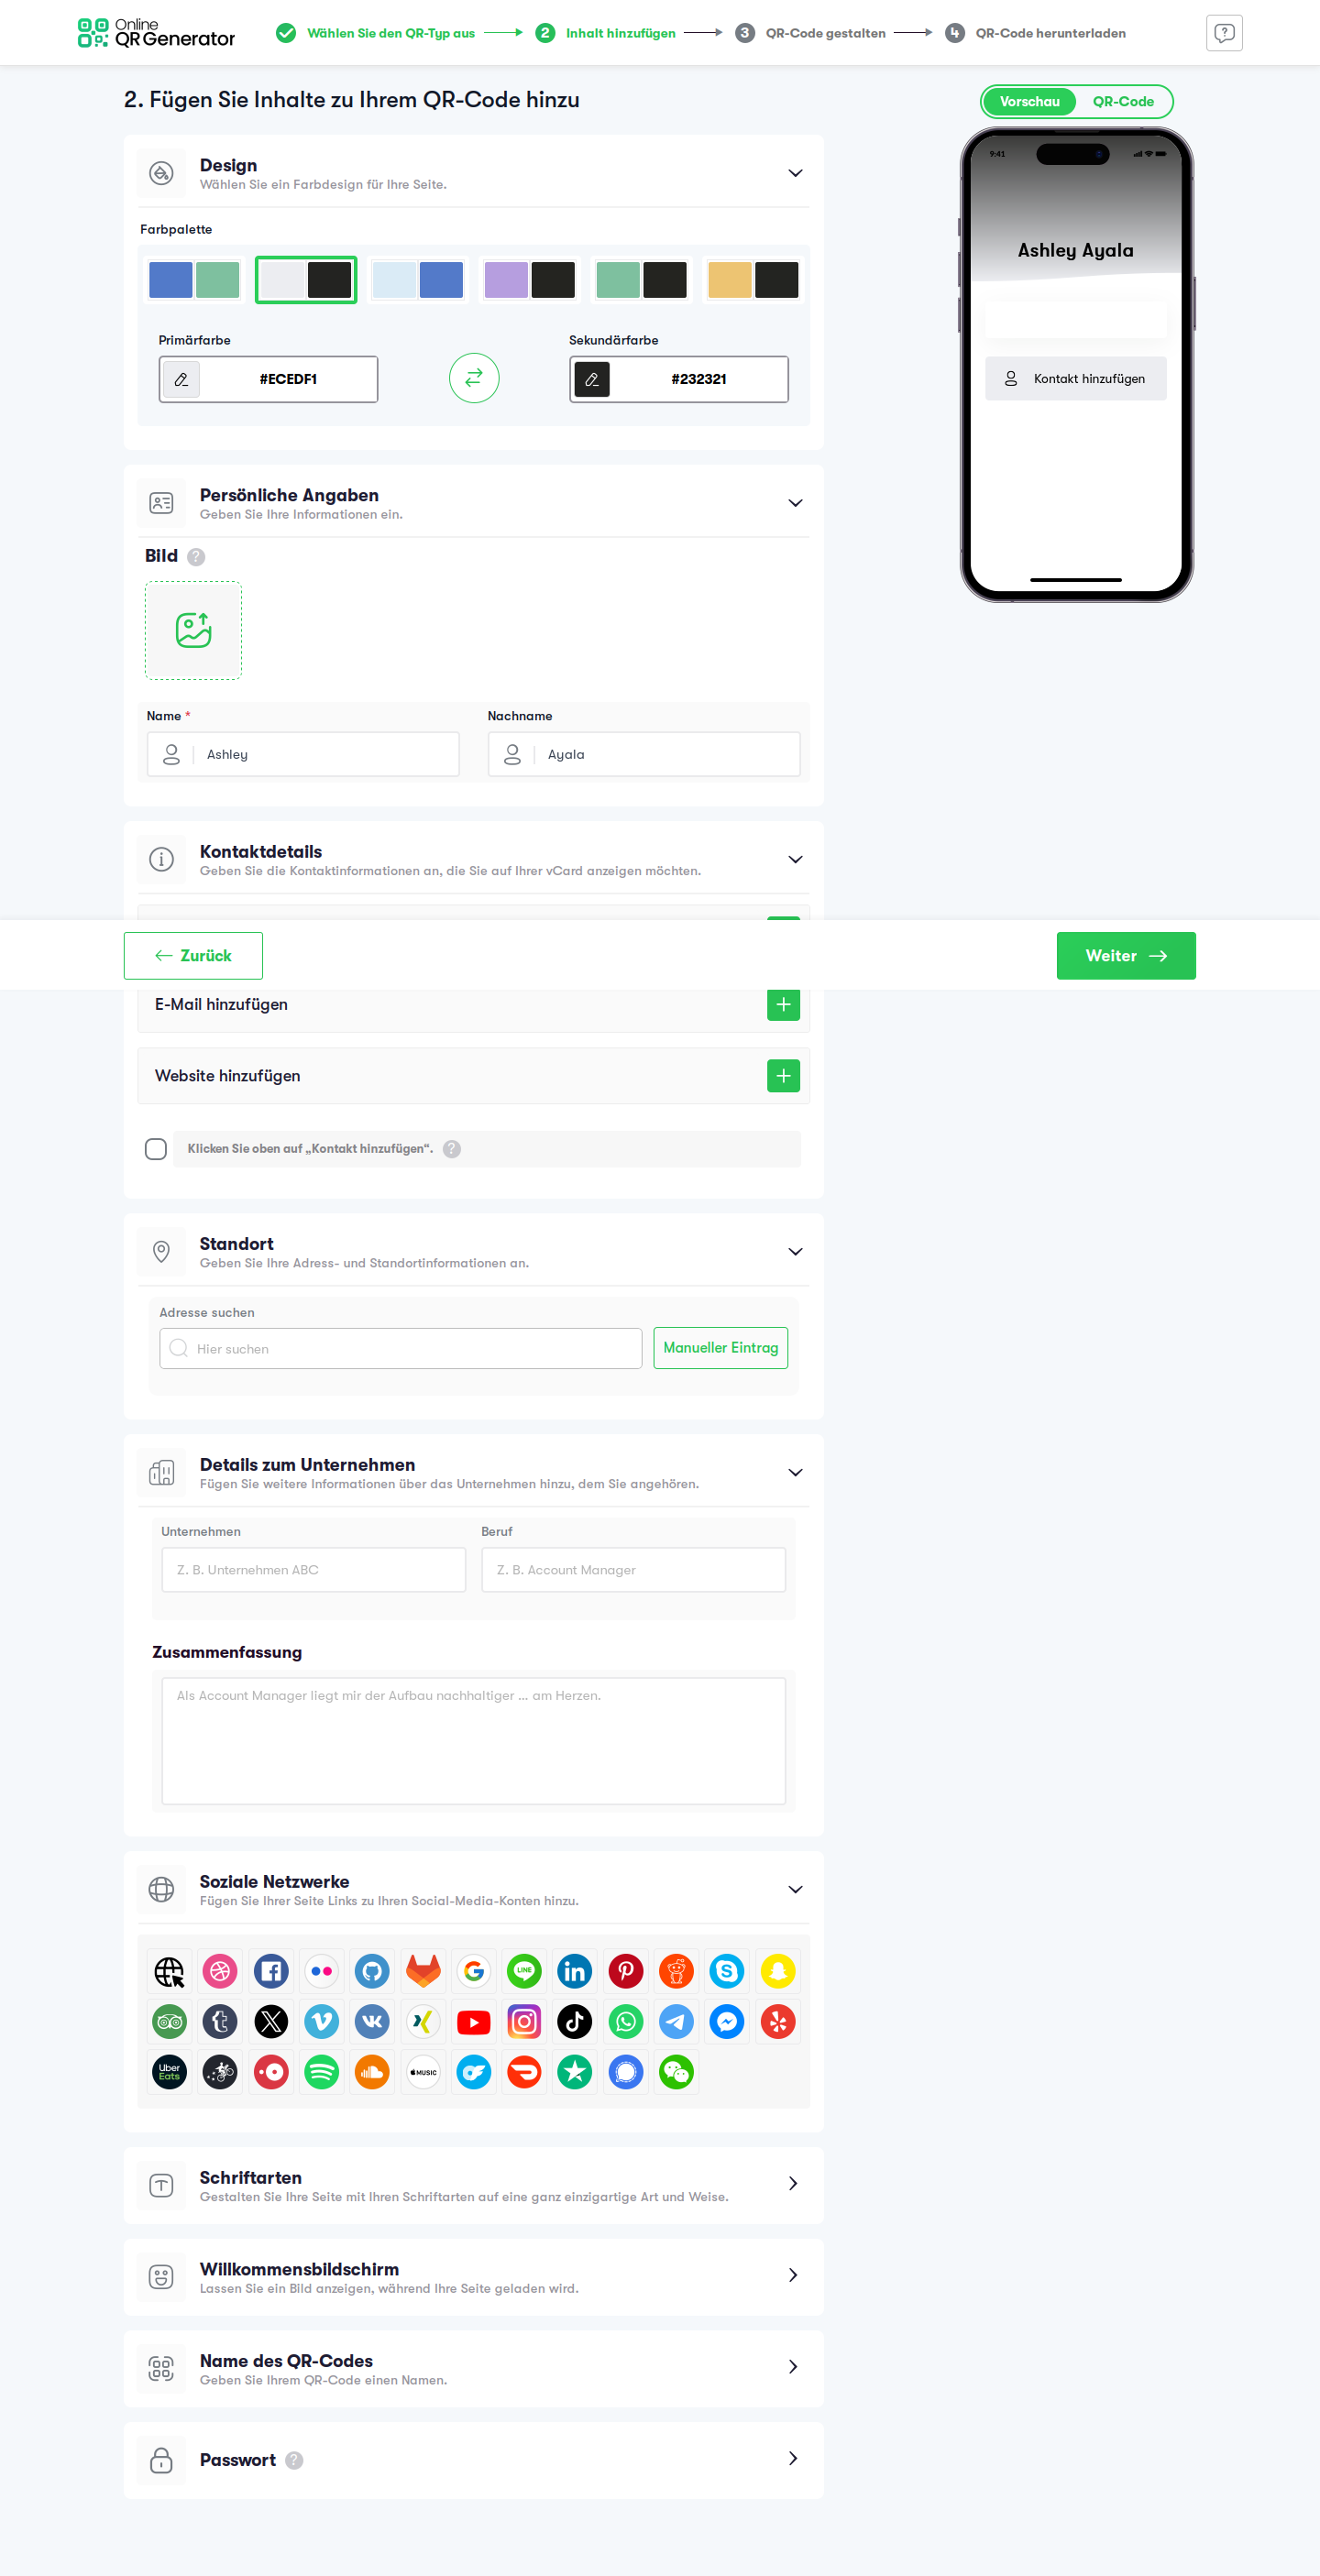 Online
QR Generator
Wählen Sie den QR-Typ aus
2 Inhalt hinzufügen
3 QR-Code gestalten
4 QR-Code herunterladen
2. Fügen Sie Inhalte zu Ihrem QR-Code hinzu
Vorschau QR-Code
Design
Wählen Sie ein Farbdesign für Ihre Seite.
Farbpalette
Primärfarbe Sekundärfarbe
#ECEDF1 #232321
9:41
Ashley Ayala
Kontakt hinzufügen
Persönliche Angaben
Geben Sie Ihre Informationen ein.
Bild ?
Name * Nachname
Ashley Ayala
Kontaktdetails
Geben Sie die Kontaktinformationen an, die Sie auf Ihrer vCard anzeigen möchten.
Zurück Weiter
E-Mail hinzufügen
Website hinzufügen
Klicken Sie oben auf „Kontakt hinzufügen“. ?
Standort
Geben Sie Ihre Adress- und Standortinformationen an.
Adresse suchen
Hier suchen Manueller Eintrag
Details zum Unternehmen
Fügen Sie weitere Informationen über das Unternehmen hinzu, dem Sie angehören.
Unternehmen Beruf
Z. B. Unternehmen ABC Z. B. Account Manager
Zusammenfassung
Als Account Manager liegt mir der Aufbau nachhaltiger ... am Herzen.
Soziale Netzwerke
Fügen Sie Ihrer Seite Links zu Ihren Social-Media-Konten hinzu.
LINE
Uber
Eats
MUSIC
Schriftarten
Gestalten Sie Ihre Seite mit Ihren Schriftarten auf eine ganz einzigartige Art und Weise.
Willkommensbildschirm
Lassen Sie ein Bild anzeigen, während Ihre Seite geladen wird.
Name des QR-Codes
Geben Sie Ihrem QR-Code einen Namen.
Passwort ?